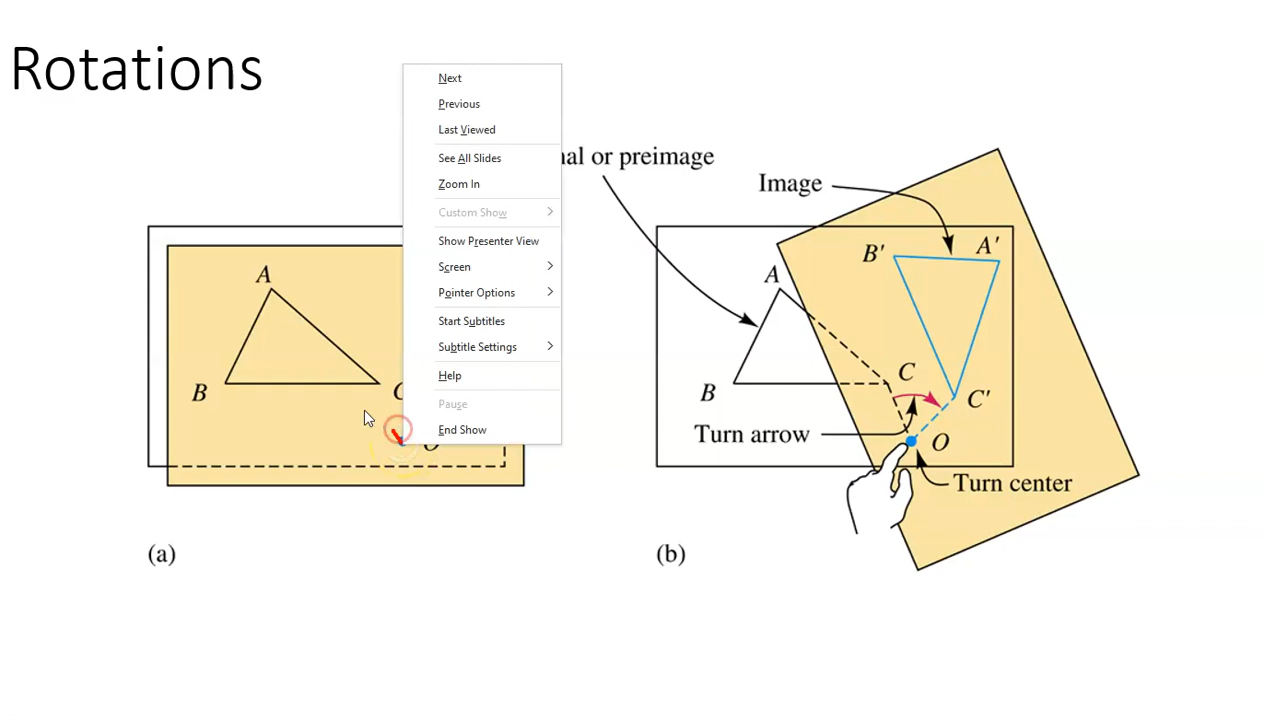 Rotations
Next
Previous
Last Viewed
See All Slides
Zoom In
Custom Show
Show Presenter View
Screen
Pointer Options
Start Subtitles
Subtitle Settings
Help
Pause
End Show
A
B
(a)
or preimage
Image
B'
A'
A
B
C
C'
O
Turn arrow
Turn center
(b)